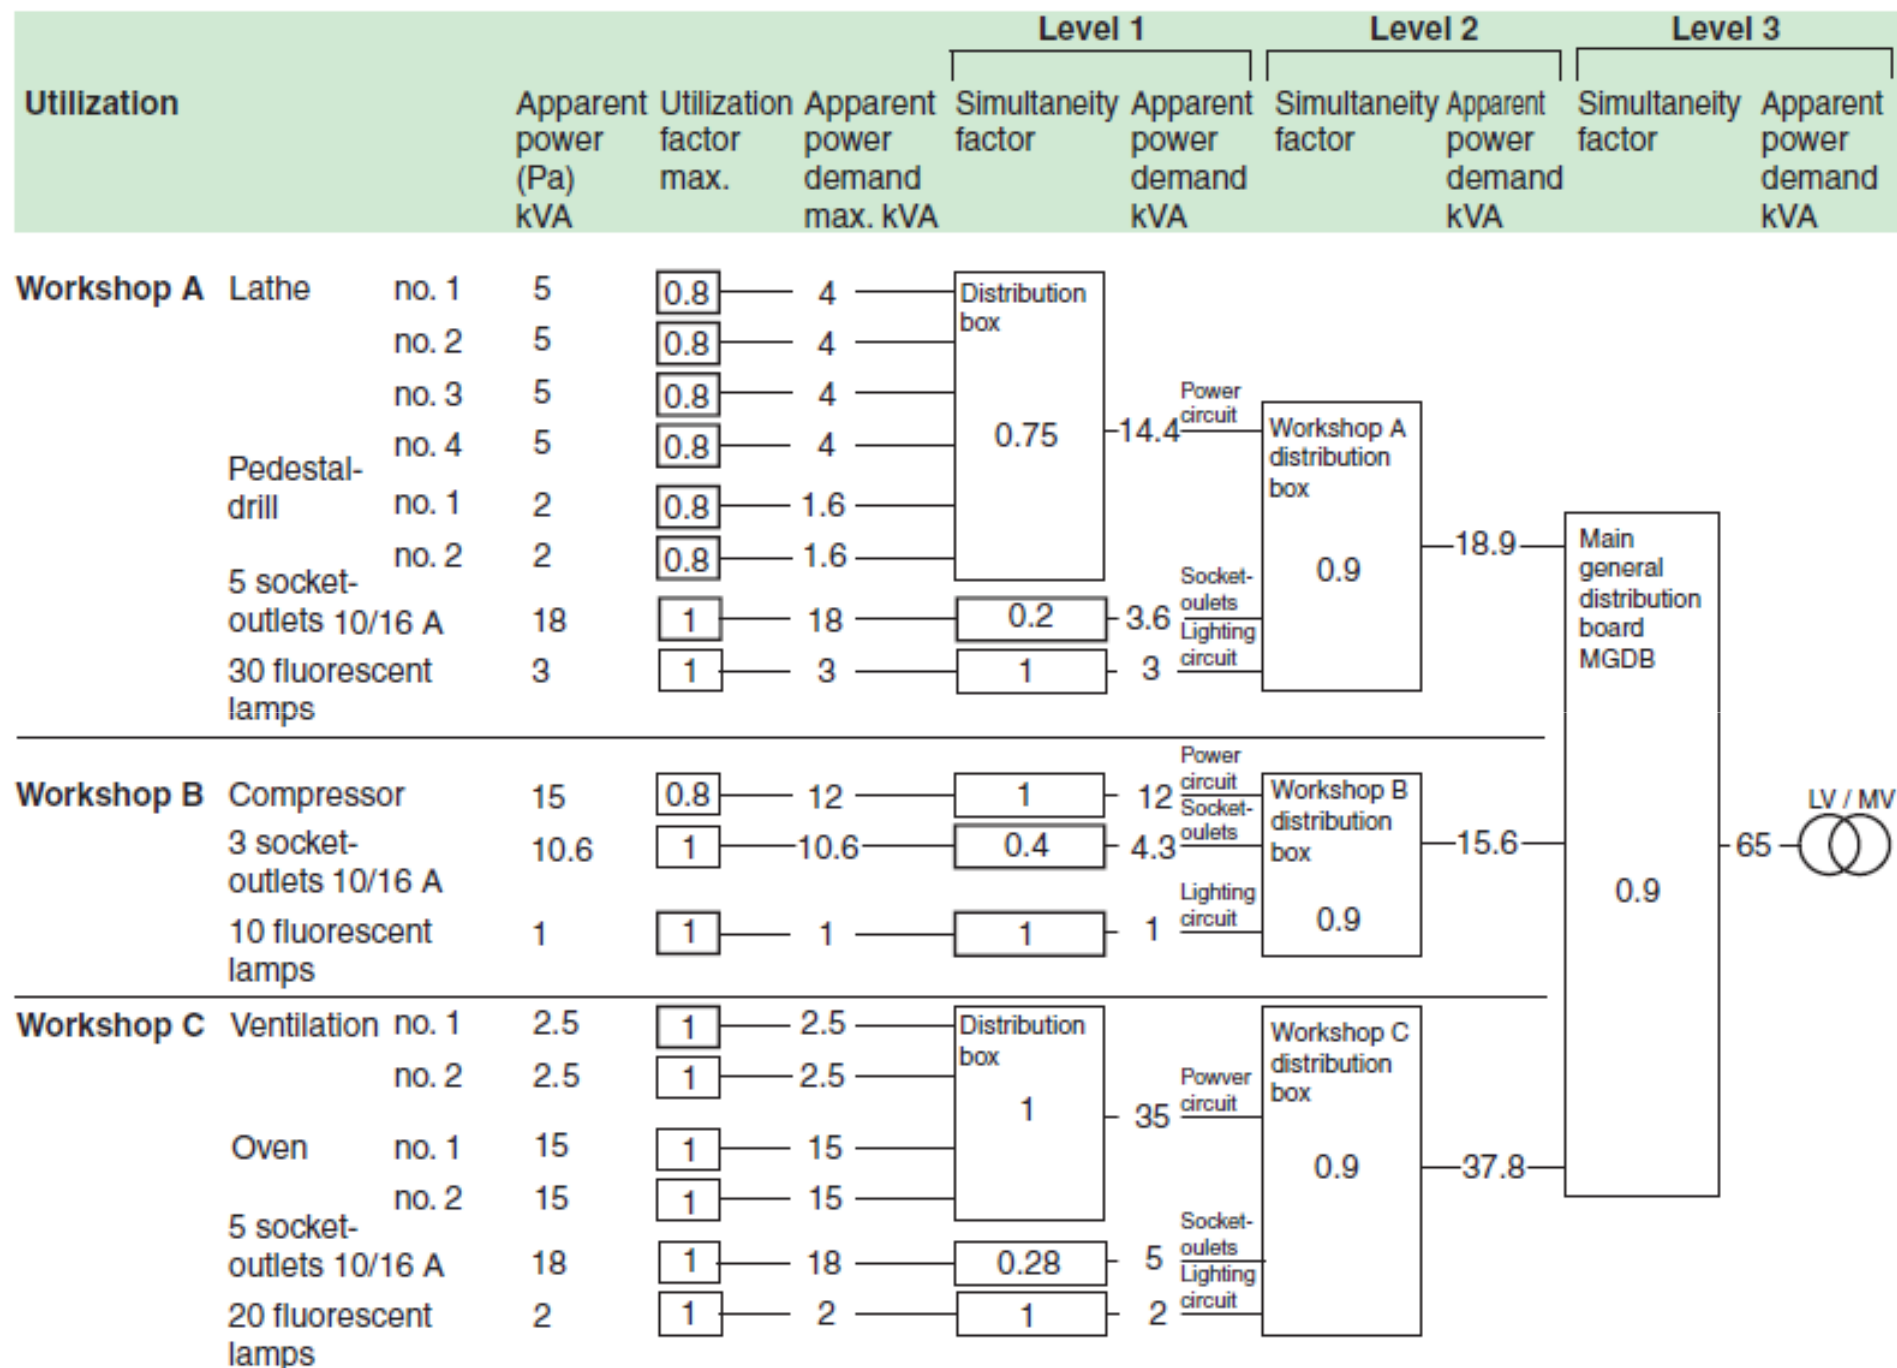 Level 1 Level 2 Level 3
Utilization Apparent Utilization Apparent Simultaneity Apparent Simultaneity Apparent Simultaneity Apparent
power factor power factor power factor power factor power
(Pa) max. demand demand demand demand
kVA max. kVA kVA kVA kVA
Workshop A Lathe no. 1 5 0.8 4 Distribution
box
no. 2 5 0.8 4
no. 3 5 0.8 4 Power
circuit
no. 4 5 0.8 4 0.75 14.4 Workshop A
distribution
box
Pedestal-
drill no. 1 2 0.8 1.6
no. 2 2 0.8 1.6 0.9 18.9 Main
general
distribution
board
MGDB
5 socket- Socket-
oulets
outlets 10/16 A 18 1 18 0.2 3.6
Lighting
circuit
30 fluorescent 3 1 3 1 3
lamps
Power
circuit
Workshop B Compressor 15 0.8 12 1 12 Workshop B
distribution
box
Socket-
oulets
3 socket- 10.6 1 10.6 0.4 4.3 15.6 65 LV / MV
outlets 10/16 A
0.9
Lighting
circuit
10 fluorescent 1 1 1 1 1 0.9
lamps
Workshop C Ventilation no. 1 2.5 1 2.5 Distribution
box
Workshop C
distribution
box
no. 2 2.5 1 2.5 1 35 Powver
circuit
Oven no. 1 15 1 15 0.9 37.8
no. 2 15 1 15
5 socket- Socket-
oulets
outlets 10/16 A 18 1 18 0.28 5
Lighting
circuit
20 fluorescent 2 1 2 1 2
lamps